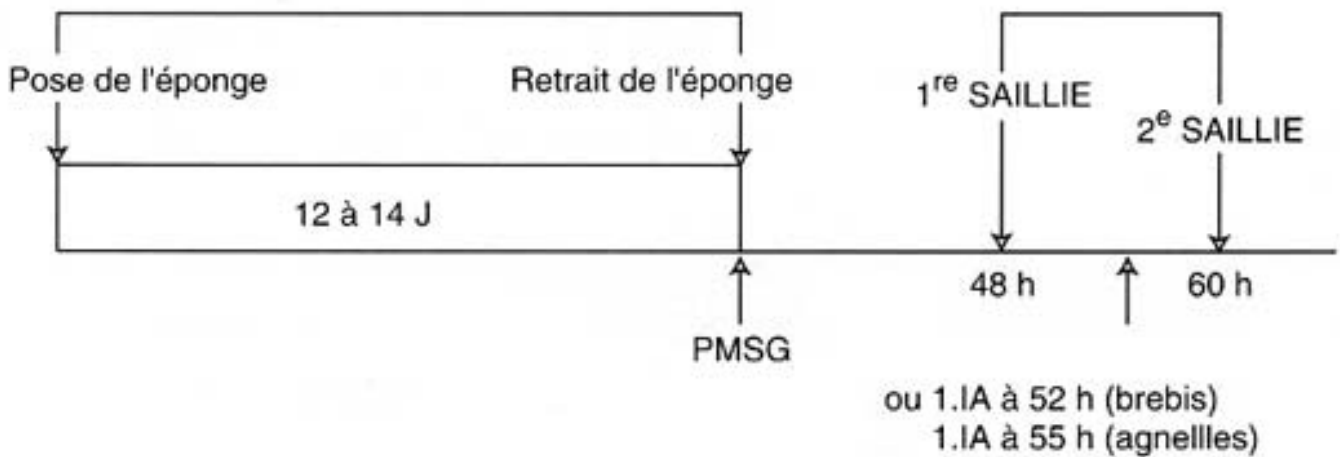 Pose de l'éponge
Retrait de l'éponge
1re SAILLIE
2e SAILLIE
12 à 14 J
48 h
60 h
PMSG
ou 1.IA à 52 h (brebis)
1.IA à 55 h (agnellles)